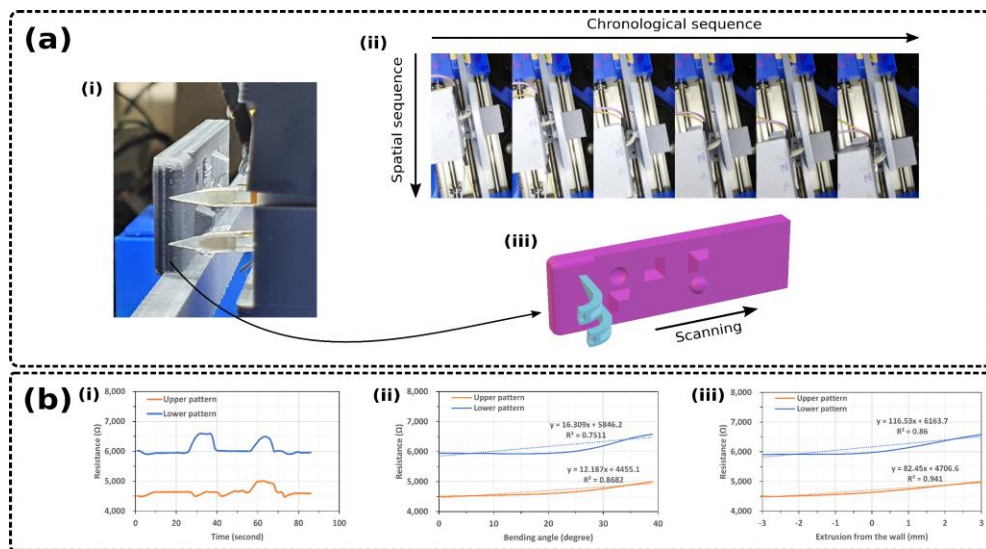 (a)
(i)
(ii)
Chronological sequence
Spatial sequence
(iii)
Scanning
(b)
(i)
8,000
7,000
6,000
5,000
4,000
Resistance (Ω)
Upper pattern
Lower pattern
0
20
40
60
80
100
Time (second)
(ii)
8,000
7,000
6,000
5,000
4,000
Resistance (Ω)
Upper pattern
Lower pattern
y = 16.309x + 5846.2
R² = 0.7511
y = 12.187x + 4455.1
R² = 0.8682
0
10
20
30
40
Bending angle (degree)
(iii)
8,000
7,000
6,000
5,000
4,000
Resistance (Ω)
Upper pattern
Lower pattern
y = 116.53x + 6163.7
R² = 0.86
y = 82.45x + 4706.6
R² = 0.941
-3
-2
-1
0
1
2
3
Extrusion from the wall (mm)